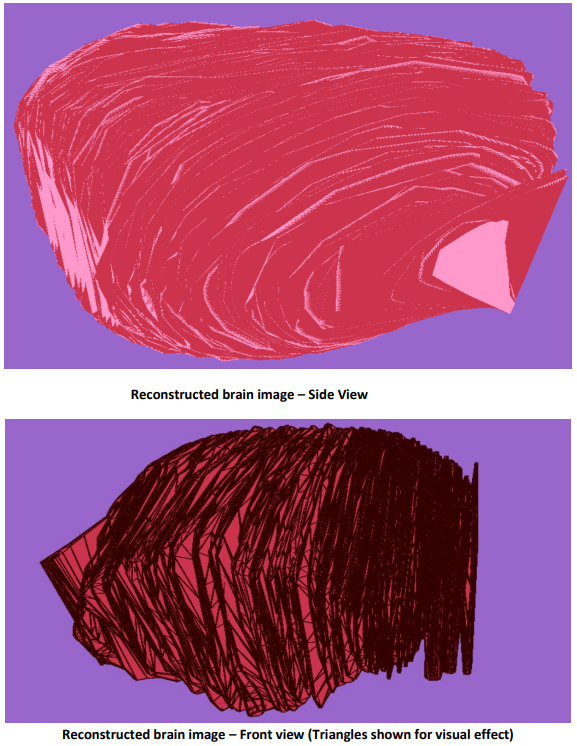 Reconstructed brain image – Side View
Reconstructed brain image – Front view (Triangles shown for visual effect)